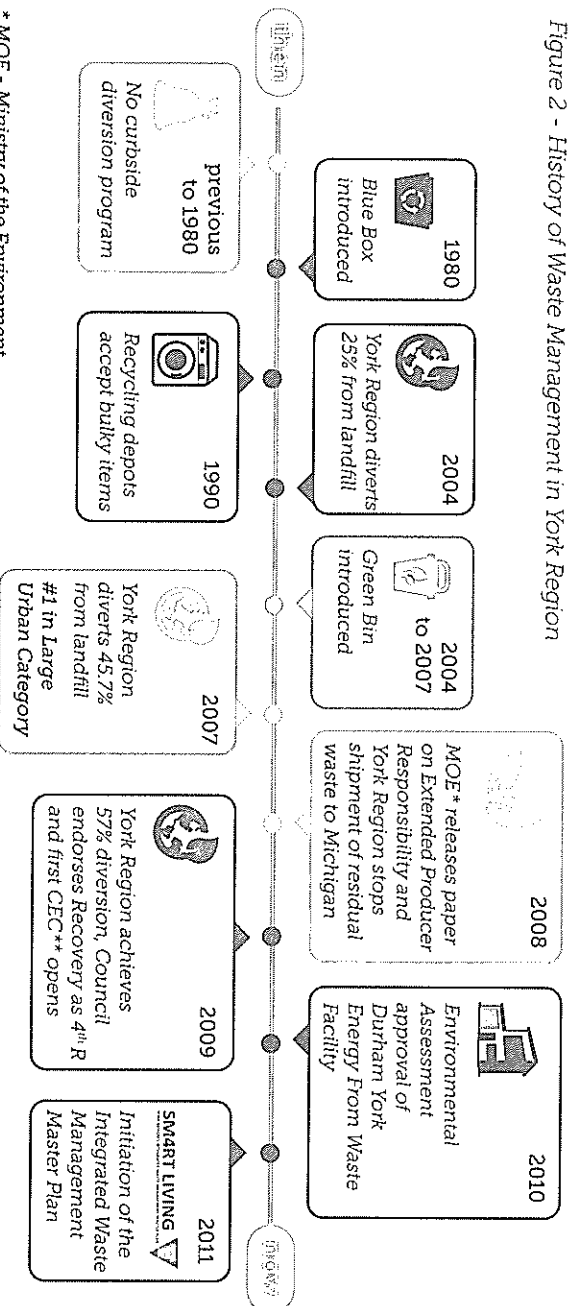 Figure 2 - History of Waste Management in York Region
then
previous
to 1980
No curbside
diversion program
1980
Blue Box
introduced
1990
Recycling depots
accept bulky items
2004
York Region diverts
25% from landfill
2004
to 2007
Green Bin
introduced
2007
York Region
diverts 45.7%
from landfill
#1 in Large
Urban Category
2008
MOE* releases paper
on Extended Producer
Responsibility and
York Region stops
shipment of residual
waste to Michigan
2009
York Region achieves
57% diversion, Council
endorses Recovery as 4th R
and first CEC** opens
2010
Environmental
Assessment
approval of
Durham York
Energy From Waste
Facility
2011
SM4RT LIVING
Initiation of the
Integrated Waste
Management
Master Plan
now
* MOE - Ministry of the Environment